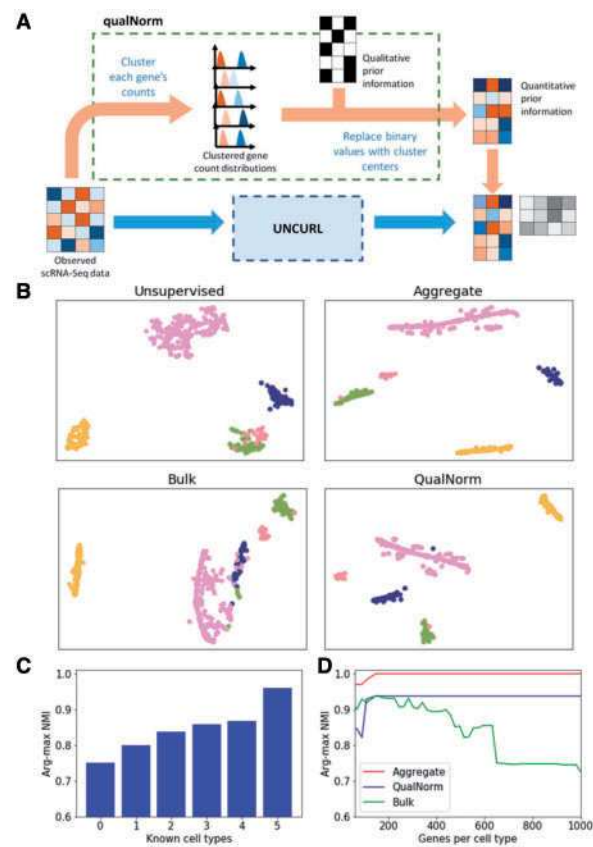 A
qualNorm
Cluster
each gene's
counts
Clustered gene
count distributions
Qualitative
prior
information
Replace binary
values with cluster
centers
Quantitative
prior
information
Observed
scRNA-Seq data
UNCURL
B
Unsupervised
Aggregate
Bulk
QualNorm
C
Arg-max NMI
1.0
0.9
0.8
0.7
0.6
0 1 2 3 4 5
Known cell types
D
Arg-max NMI
1.0
0.9
0.8
0.7
0.6
Aggregate
QualNorm
Bulk
200 400 600 800 1000
Genes per cell type